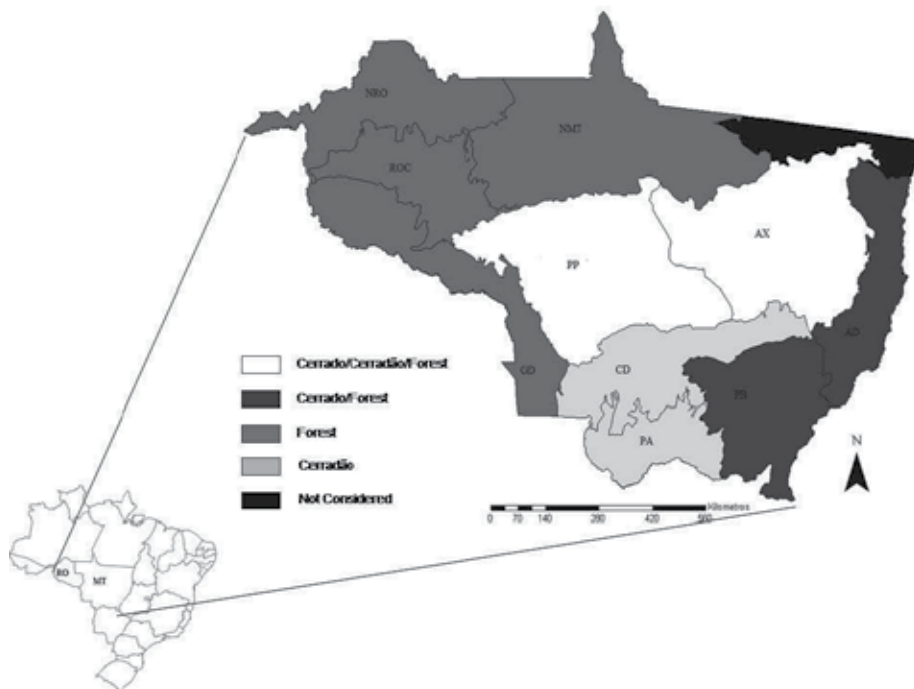 NRO
NMT
ROC
AX
PP
AD
GD
CD
PB
PA
Cerrado/Cerradão/Forest
Cerrado/Forest
Forest
Cerradão
Not Considered
N
Kilometros
0 70 140 280 420 560
RO
MT